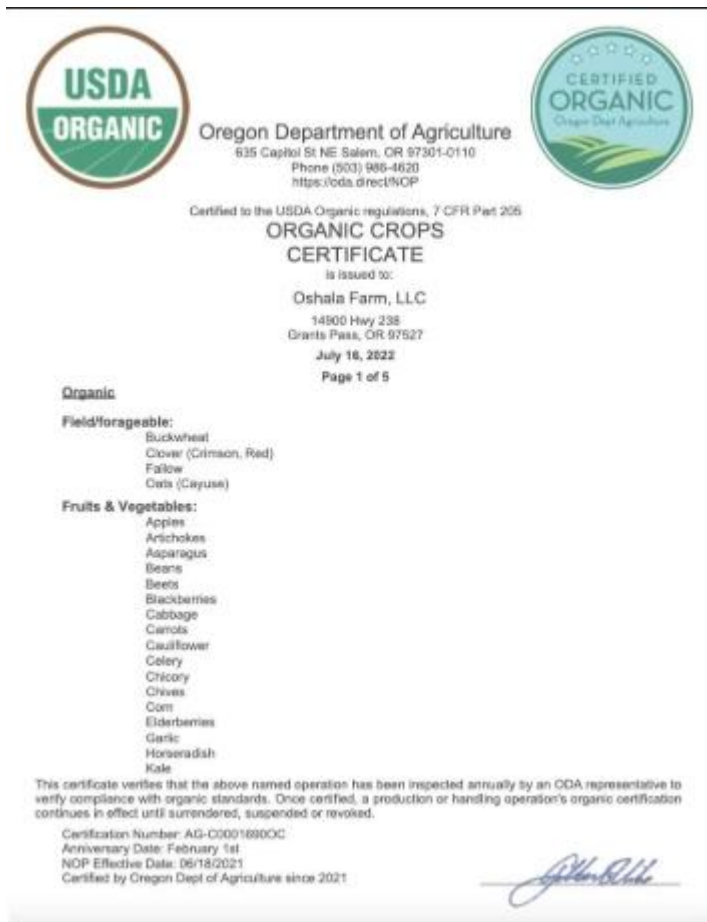 USDA
ORGANIC
CERTIFIED
ORGANIC
Oregon Dept Agriculture
Oregon Department of Agriculture
635 Capitol St NE Salem, OR 97301-0110
Phone (503) 986-4620
https://oda.direct/NOP
Certified to the USDA Organic regulations, 7 CFR Part 205
ORGANIC CROPS
CERTIFICATE
is issued to:
Oshala Farm, LLC
14900 Hwy 238
Grants Pass, OR 97527
July 16, 2022
Page 1 of 5
Organic
Field/forageable:
Buckwheat
Clover (Crimson, Red)
Fallow
Oats (Cayuse)
Fruits & Vegetables:
Apples
Artichokes
Asparagus
Beans
Beets
Blackberries
Cabbage
Carrots
Cauliflower
Celery
Chicory
Chives
Corn
Elderberries
Garlic
Horseradish
Kale
This certificate verifies that the above named operation has been inspected annually by an ODA representative to
verify compliance with organic standards. Once certified, a production or handling operation's organic certification
continues in effect until surrendered, suspended or revoked.
Certification Number: AG-C0001690OC
Anniversary Date: February 1st
NOP Effective Date: 06/18/2021
Certified by Oregon Dept of Agriculture since 2021